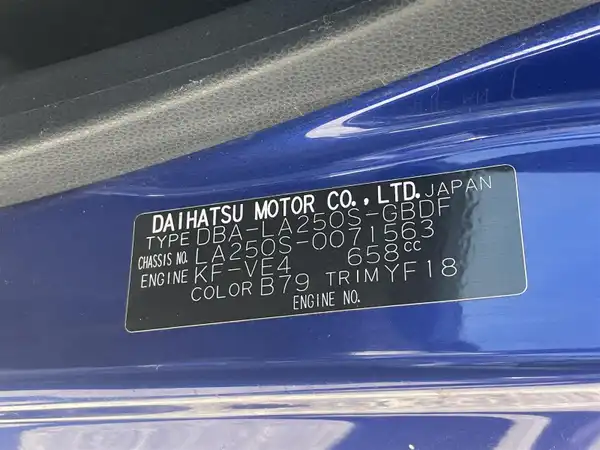 DAIHATSU MOTOR CO., LTD. JAPAN
TYPE DBA-LA250S-GBDF
CHASSIS NO. LA250S-0071563
ENGINE KF-VE4 658cc
COLOR B79 TRIM YF18
ENGINE NO.